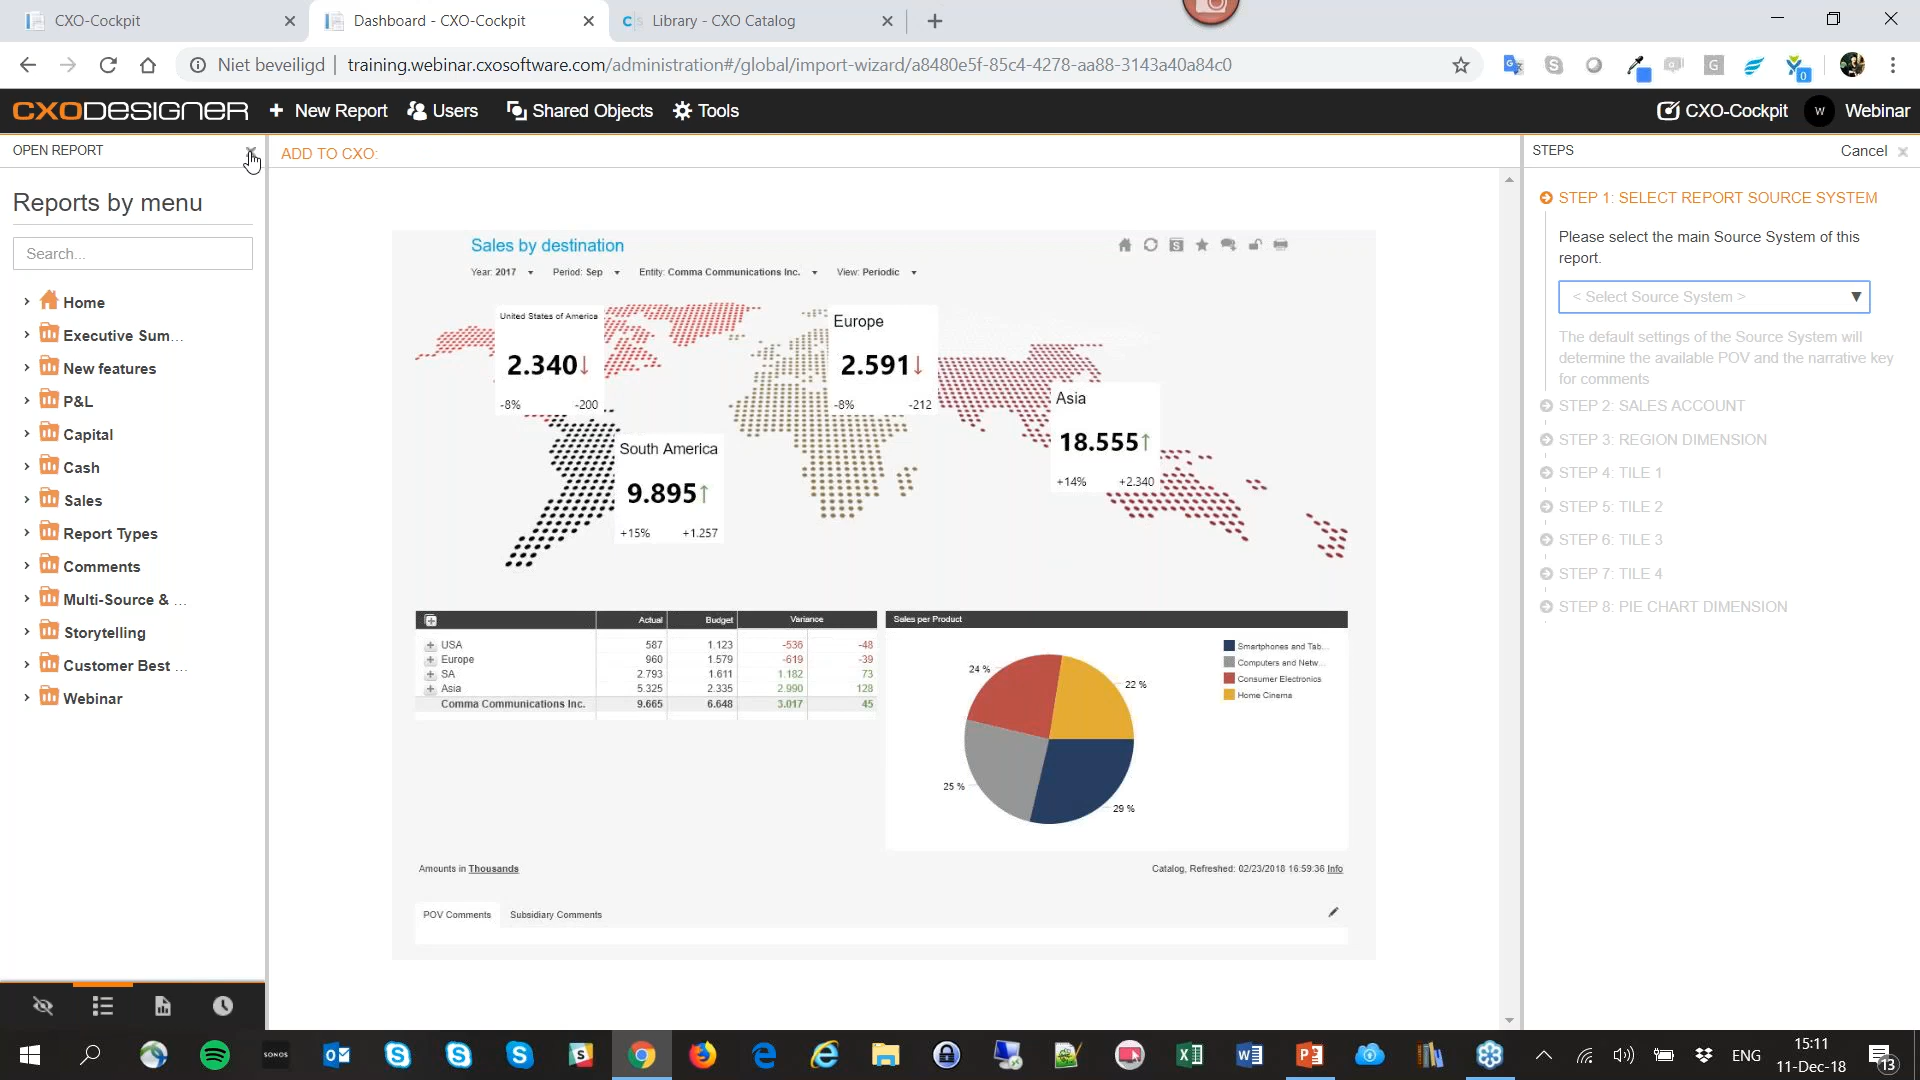 CXO-Cockpit
Dashboard - CXO-Cockpit
Library - CXO Catalog
Niet beveiligd
training.webinar.cxosoftware.com/administration#/global/import-wizard/a8480e5f-85c4-4278-aa88-3143a40a84c0
CXODESIGNER
New Report
Users
Shared Objects
Tools
CXO-Cockpit
W
Webinar
OPEN REPORT
ADD TO CXO:
STEPS
Cancel
Reports by menu
Search...
Home
Executive Sum...
New features
P&L
Capital
Cash
Sales
Report Types
Comments
Multi-Source & ...
Storytelling
Customer Best ...
Webinar
Sales by destination
Year: 2017
Period: Sep
Entity: Comma Communications Inc.
View: Periodic
United States of America
2.340↓
-8% -200
Europe
2.591↓
-8% -212
Asia
18.555↑
+14% +2.340
South America
9.895↑
+15% +1.257
Actual Budget Variance
USA 587 1.123 -536 -48
Europe 960 1.579 -619 -39
SA 2.793 1.611 1.182 73
Asia 5.325 2.335 2.990 128
Comma Communications Inc. 9.665 6.648 3.017 45
Sales per Product
24 %
22 %
25 %
29 %
Smartphones and Tab...
Computers and Netw...
Consumer Electronics
Home Cinema
Amounts in Thousands
Catalog, Refreshed: 02/23/2018 16:59:36 Info
POV Comments
Subsidiary Comments
STEP 1: SELECT REPORT SOURCE SYSTEM
Please select the main Source System of this
report.
< Select Source System >
The default settings of the Source System will
determine the available POV and the narrative key
for comments
STEP 2: SALES ACCOUNT
STEP 3: REGION DIMENSION
STEP 4: TILE 1
STEP 5: TILE 2
STEP 6: TILE 3
STEP 7: TILE 4
STEP 8: PIE CHART DIMENSION
SONOS
ENG
15:11
11-Dec-18
13